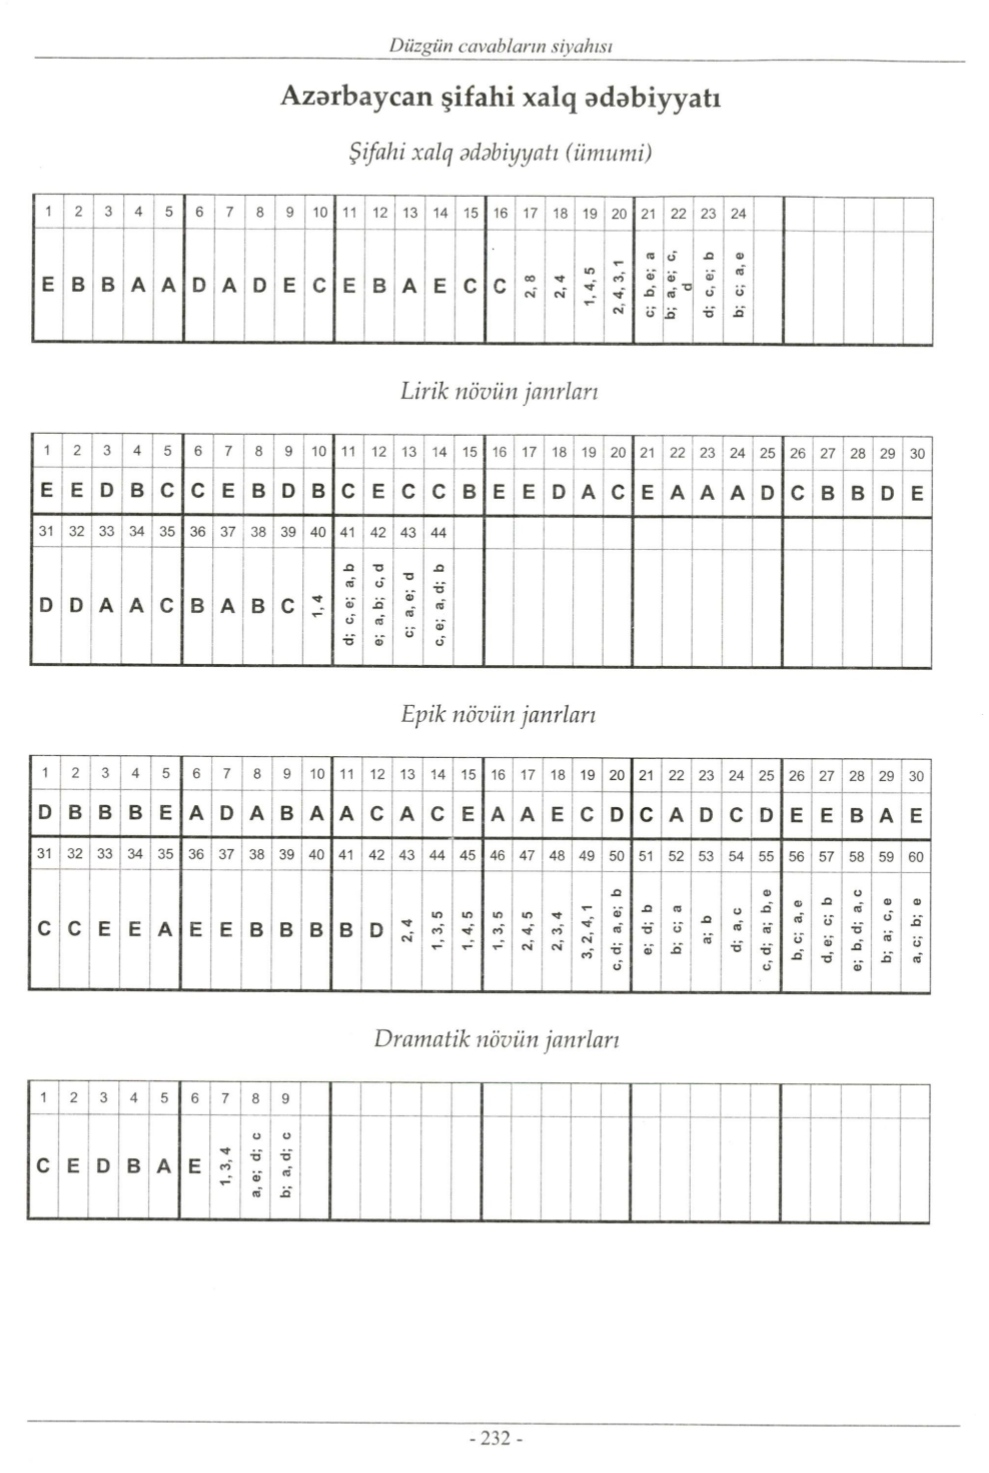 Düzgün cavabların siyahısı
Azərbaycan şifahi xalq ədəbiyyatı
Şifahi xalq ədəbiyyatı (ümumi)
1 2 3 4 5 6 7 8 9 10 11 12 13 14 15 16 17 18 19 20 21 22 23 24
E B B A A D A D E C E B A E C C 2, 8 2, 4 1, 4, 5 2, 4, 3, 1 c; b, e; a b; a, e; c, d d; c, e; b b; c; a, e
Lirik növün janrları
1 2 3 4 5 6 7 8 9 10 11 12 13 14 15 16 17 18 19 20 21 22 23 24 25 26 27 28 29 30
E E D B C C E B D B C E C C B E E D A C E A A A D C B B D E
31 32 33 34 35 36 37 38 39 40 41 42 43 44
D D A A C B A B C 1, 4 d; c, e; a, b e; a, b; c, d c; a, e; d c, e; a, d; b
Epik növün janrları
1 2 3 4 5 6 7 8 9 10 11 12 13 14 15 16 17 18 19 20 21 22 23 24 25 26 27 28 29 30
D B B B E A D A B A A C A C E A A E C D C A D C D E E B A E
31 32 33 34 35 36 37 38 39 40 41 42 43 44 45 46 47 48 49 50 51 52 53 54 55 56 57 58 59 60
C C E E A E E B B B B D 2, 4 1, 3, 5 1, 4, 5 1, 3, 5 2, 4, 5 2, 3, 4 3, 2, 4, 1 c, d; a, e; b e; d; b b; c; a a; b d; a, c c, d; a; b, e b, c; a, e d, e; c; b e; b, d; a, c b; a; c, e a, c; b; e
Dramatik növün janrları
1 2 3 4 5 6 7 8 9
C E D B A E 1, 3, 4 a, e; d; c b; a, d; c
- 232 -